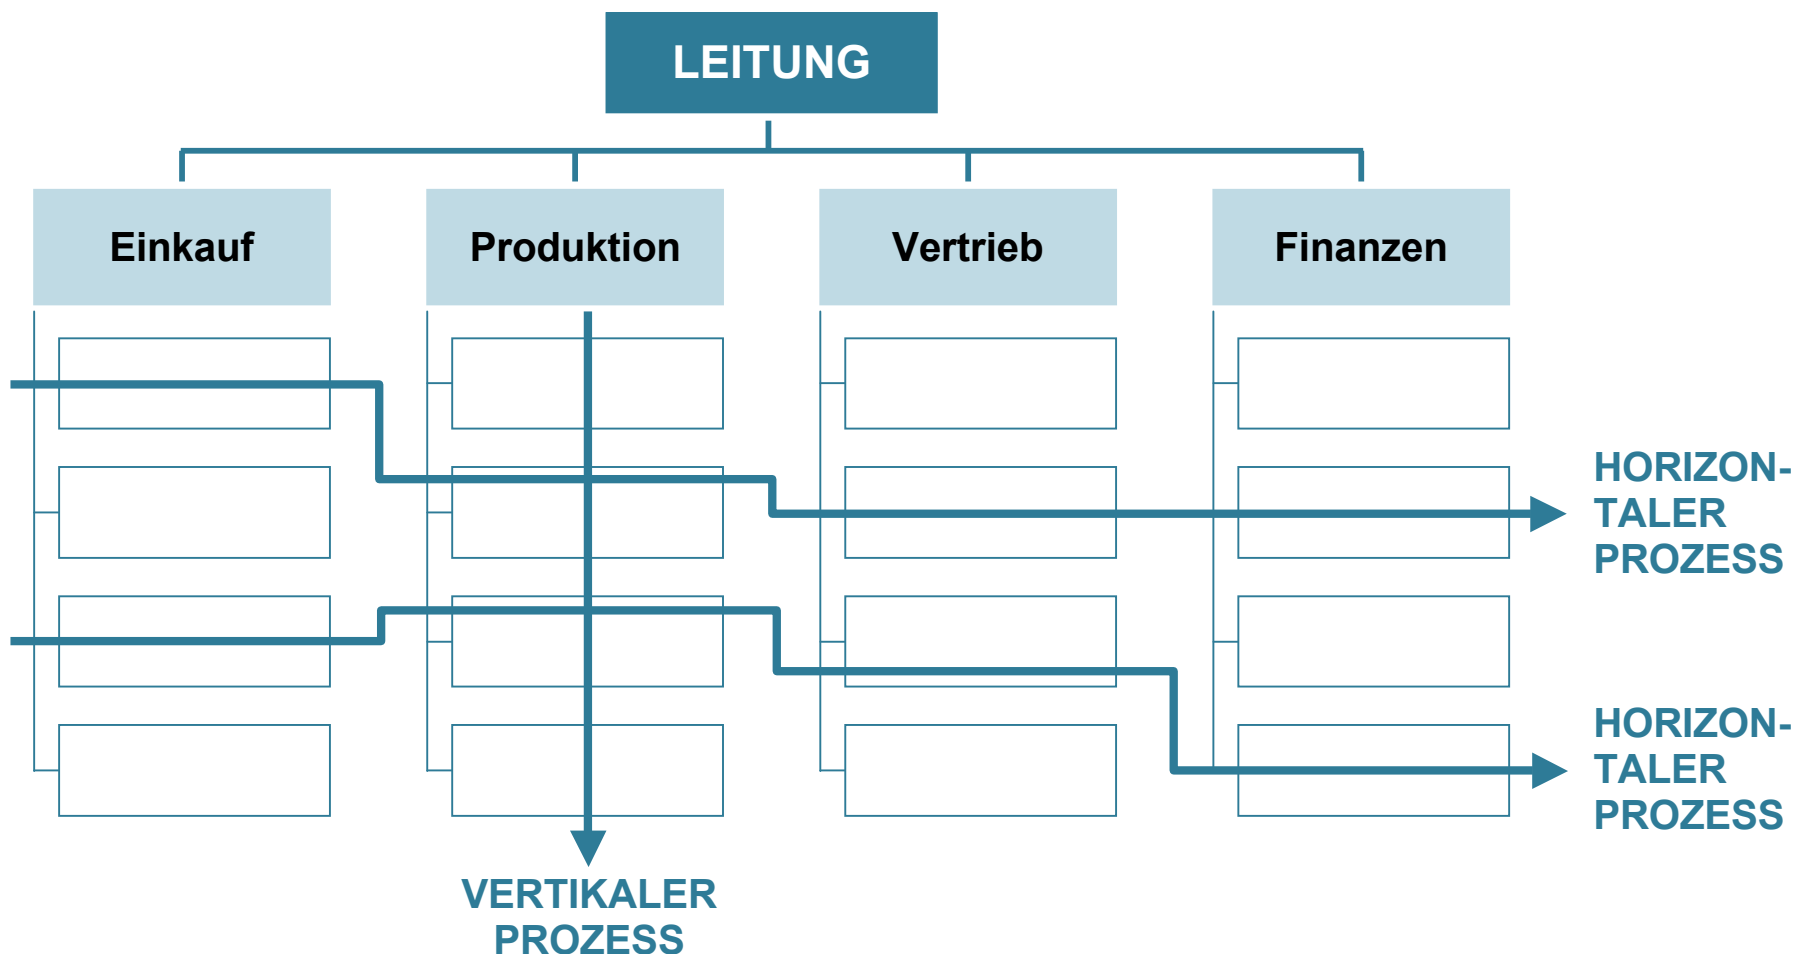 LEITUNG
Einkauf
Produktion
Vertrieb
Finanzen
HORIZON-
TALER
PROZESS
HORIZON-
TALER
PROZESS
VERTIKALER
PROZESS